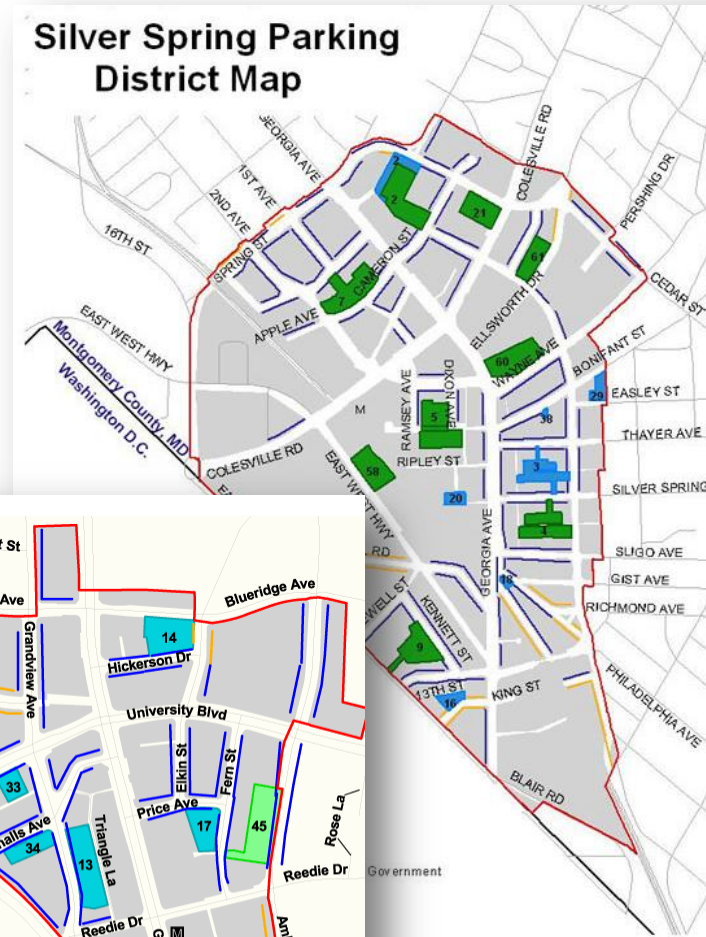 Silver Spring Parking
District Map
GEORGIA AVE
1ST AVE
2ND AVE
SPRING ST
16TH ST
EAST WEST HWY
Montgomery County, MD
Washington D.C.
COLESVILLE RD
PERSHING DR
CEDAR ST
2
2
21
61
7
CAMERON ST
APPLE AVE
ELLSWORTH DR
60
WAYNE AVE
BONIFANT ST
29
EASLEY ST
38
THAYER AVE
M
RAMSEY AVE
DIXON AVE
5
RIPLEY ST
COLESVILLE RD
58
EAST WEST HWY
20
3
SILVER SPRING
4
GEORGIA AVE
SLIGO AVE
18
GIST AVE
RICHMOND AVE
RD
KENNETT ST
9
13TH ST
16
KING ST
PHILADELPHIA AVE
BLAIR RD
Government
St
Ave
Grandview Ave
Blueridge Ave
14
Hickerson Dr
University Blvd
Elkin St
Fern St
33
Price Ave
17
45
Rose La
34
13
Triangle La
Reedie Dr
Reedie Dr
M